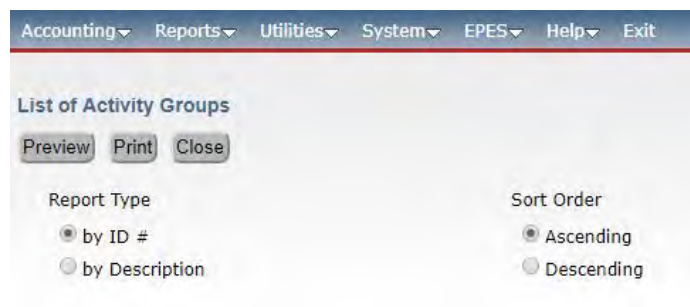 Accounting Reports Utilities System EPES Help Exit
List of Activity Groups
Preview Print Close
Report Type Sort Order
by ID # Ascending
by Description Descending